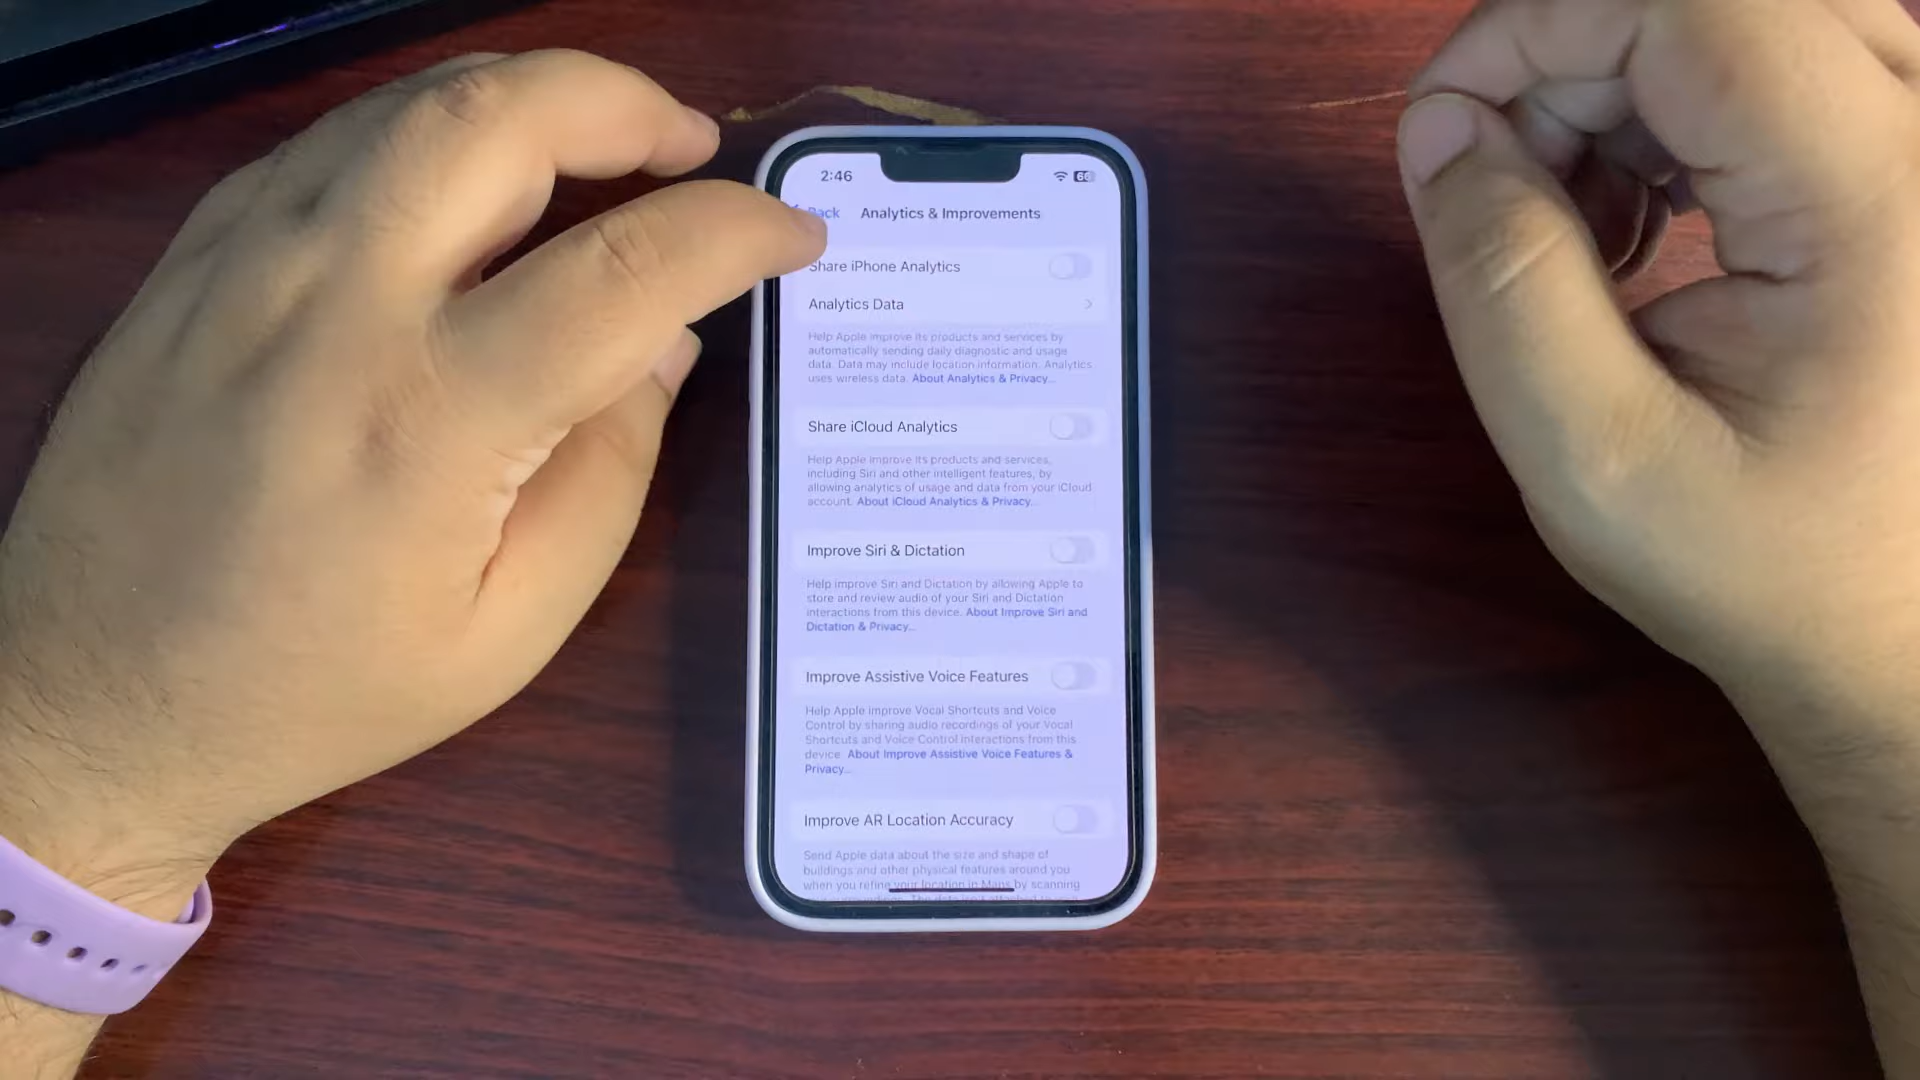 2:46
Back Analytics & Improvements
Share iPhone Analytics
Analytics Data
Help Apple improve its products and services by
automatically sending daily diagnostic and usage
data. Data may include location information. Analytics
uses wireless data. About Analytics & Privacy...
Share iCloud Analytics
Help Apple improve its products and services,
including Siri and other intelligent features, by
allowing analytics of usage and data from your iCloud
account. About iCloud Analytics & Privacy...
Improve Siri & Dictation
Help improve Siri and Dictation by allowing Apple to
store and review audio of your Siri and Dictation
interactions from this device. About Improve Siri and
Dictation & Privacy...
Improve Assistive Voice Features
Help Apple improve Vocal Shortcuts and Voice
Control by sharing audio recordings of your Vocal
Shortcuts and Voice Control interactions from this
device. About Improve Assistive Voice Features &
Privacy...
Improve AR Location Accuracy
Send Apple data about the size and shape of
buildings and other physical features around you
when you refine your location in Maps by scanning